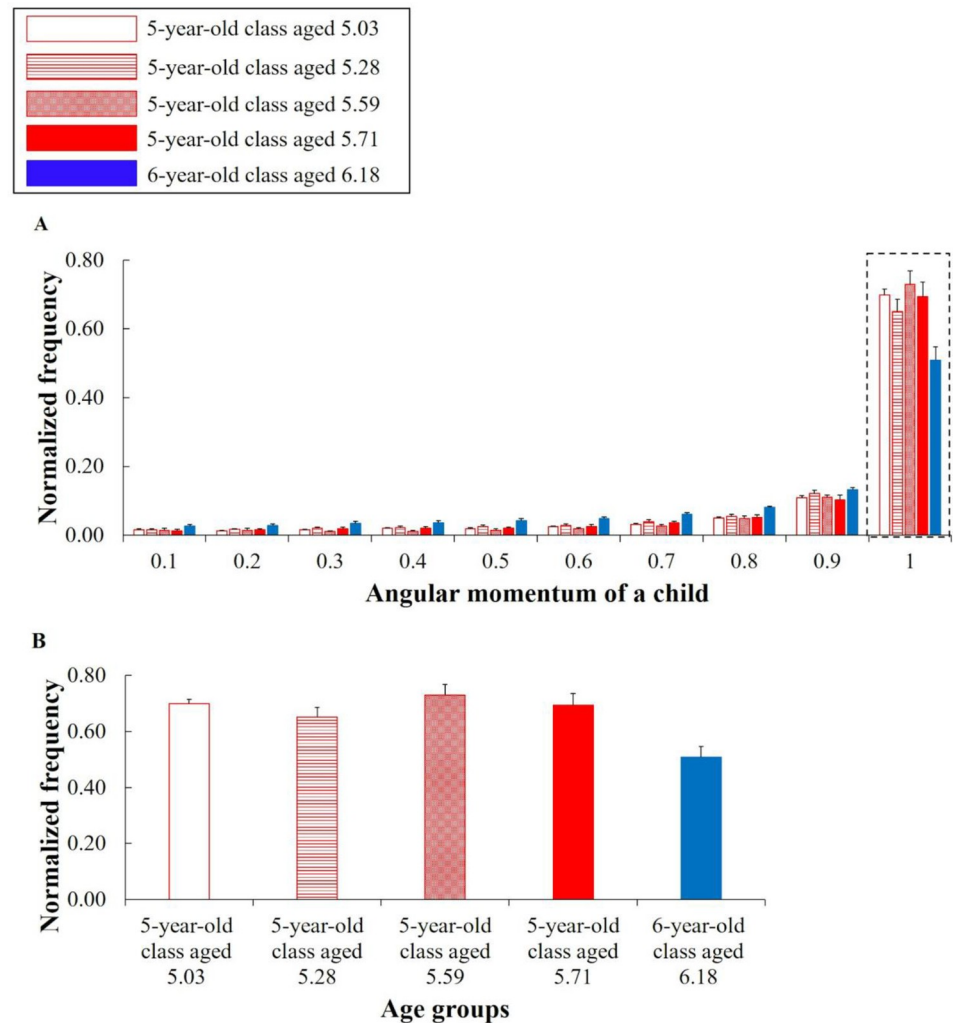 5-year-old class aged 5.03
5-year-old class aged 5.28
5-year-old class aged 5.59
5-year-old class aged 5.71
6-year-old class aged 6.18
A
Normalized frequency
0.80
0.60
0.40
0.20
0.00
0.1 0.2 0.3 0.4 0.5 0.6 0.7 0.8 0.9 1
Angular momentum of a child
B
Normalized frequency
0.80
0.60
0.40
0.20
0.00
5-year-old 5-year-old 5-year-old 5-year-old 6-year-old
class aged class aged class aged class aged class aged
5.03 5.28 5.59 5.71 6.18
Age groups